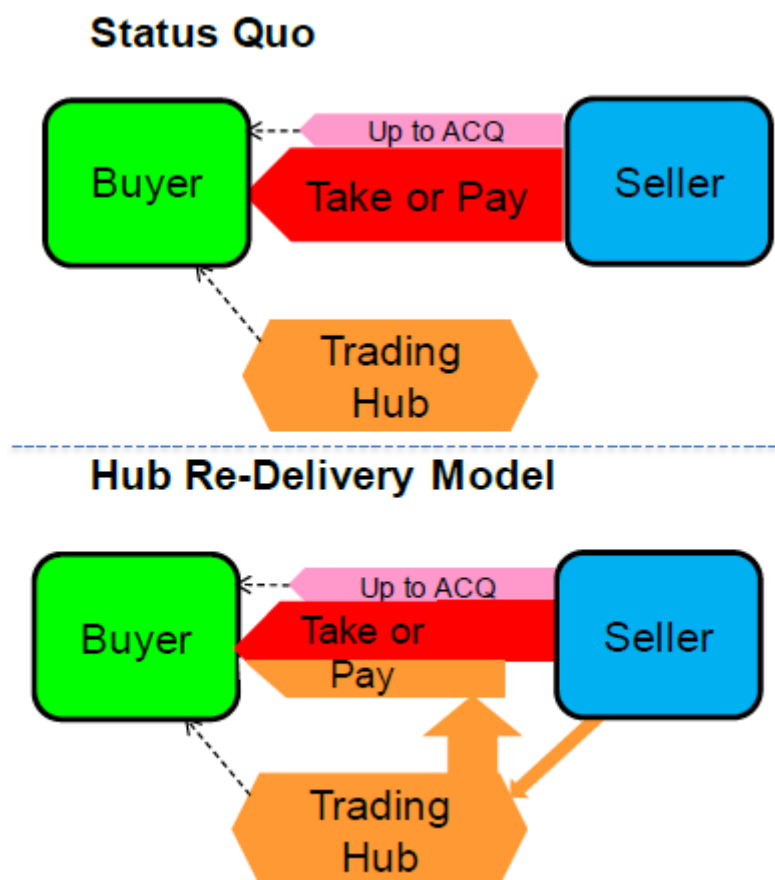 Status Quo
Up to ACQ
Buyer
Take or Pay
Seller
Trading
Hub
Hub Re-Delivery Model
Up to ACQ
Buyer
Take or
Pay
Seller
Trading
Hub